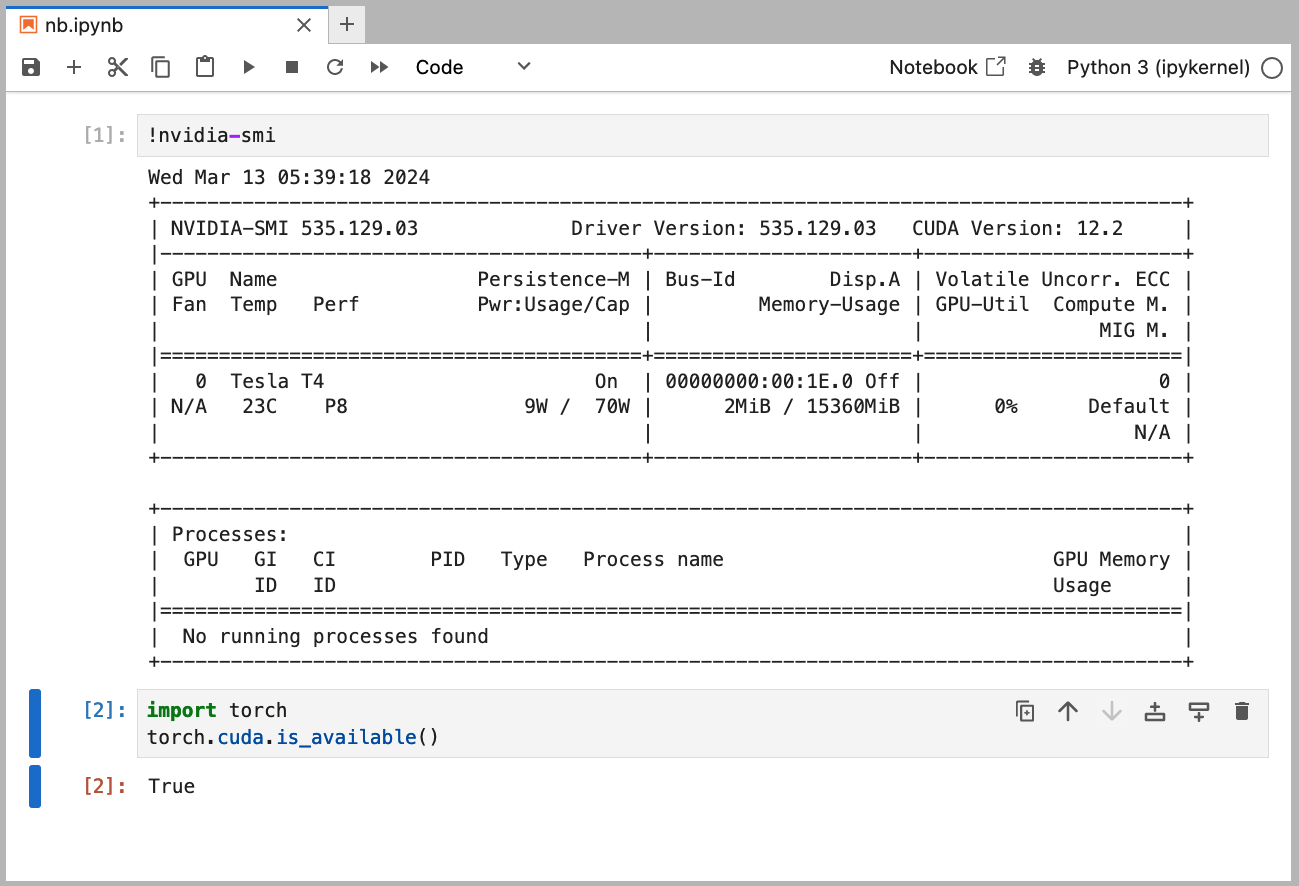 nb.ipynb
Code
Notebook
Python 3 (ipykernel)
[1]: !nvidia-smi
Wed Mar 13 05:39:18 2024
+---------------------------------------------------------------------------------------+
| NVIDIA-SMI 535.129.03             Driver Version: 535.129.03   CUDA Version: 12.2     |
|-----------------------------------------+----------------------+----------------------+
| GPU  Name                 Persistence-M | Bus-Id        Disp.A | Volatile Uncorr. ECC |
| Fan  Temp   Perf          Pwr:Usage/Cap |         Memory-Usage | GPU-Util  Compute M. |
|                                         |                      |               MIG M. |
|=========================================+======================+======================|
|   0  Tesla T4                       On  | 00000000:00:1E.0 Off |                    0 |
| N/A   23C    P8               9W /  70W |      2MiB / 15360MiB |      0%      Default |
|                                         |                      |                  N/A |
+-----------------------------------------+----------------------+----------------------+
+---------------------------------------------------------------------------------------+
| Processes:                                                                            |
|  GPU   GI   CI        PID   Type   Process name                            GPU Memory |
|        ID   ID                                                             Usage      |
|=======================================================================================|
|  No running processes found                                                           |
+---------------------------------------------------------------------------------------+
[2]: import torch
torch.cuda.is_available()
[2]: True